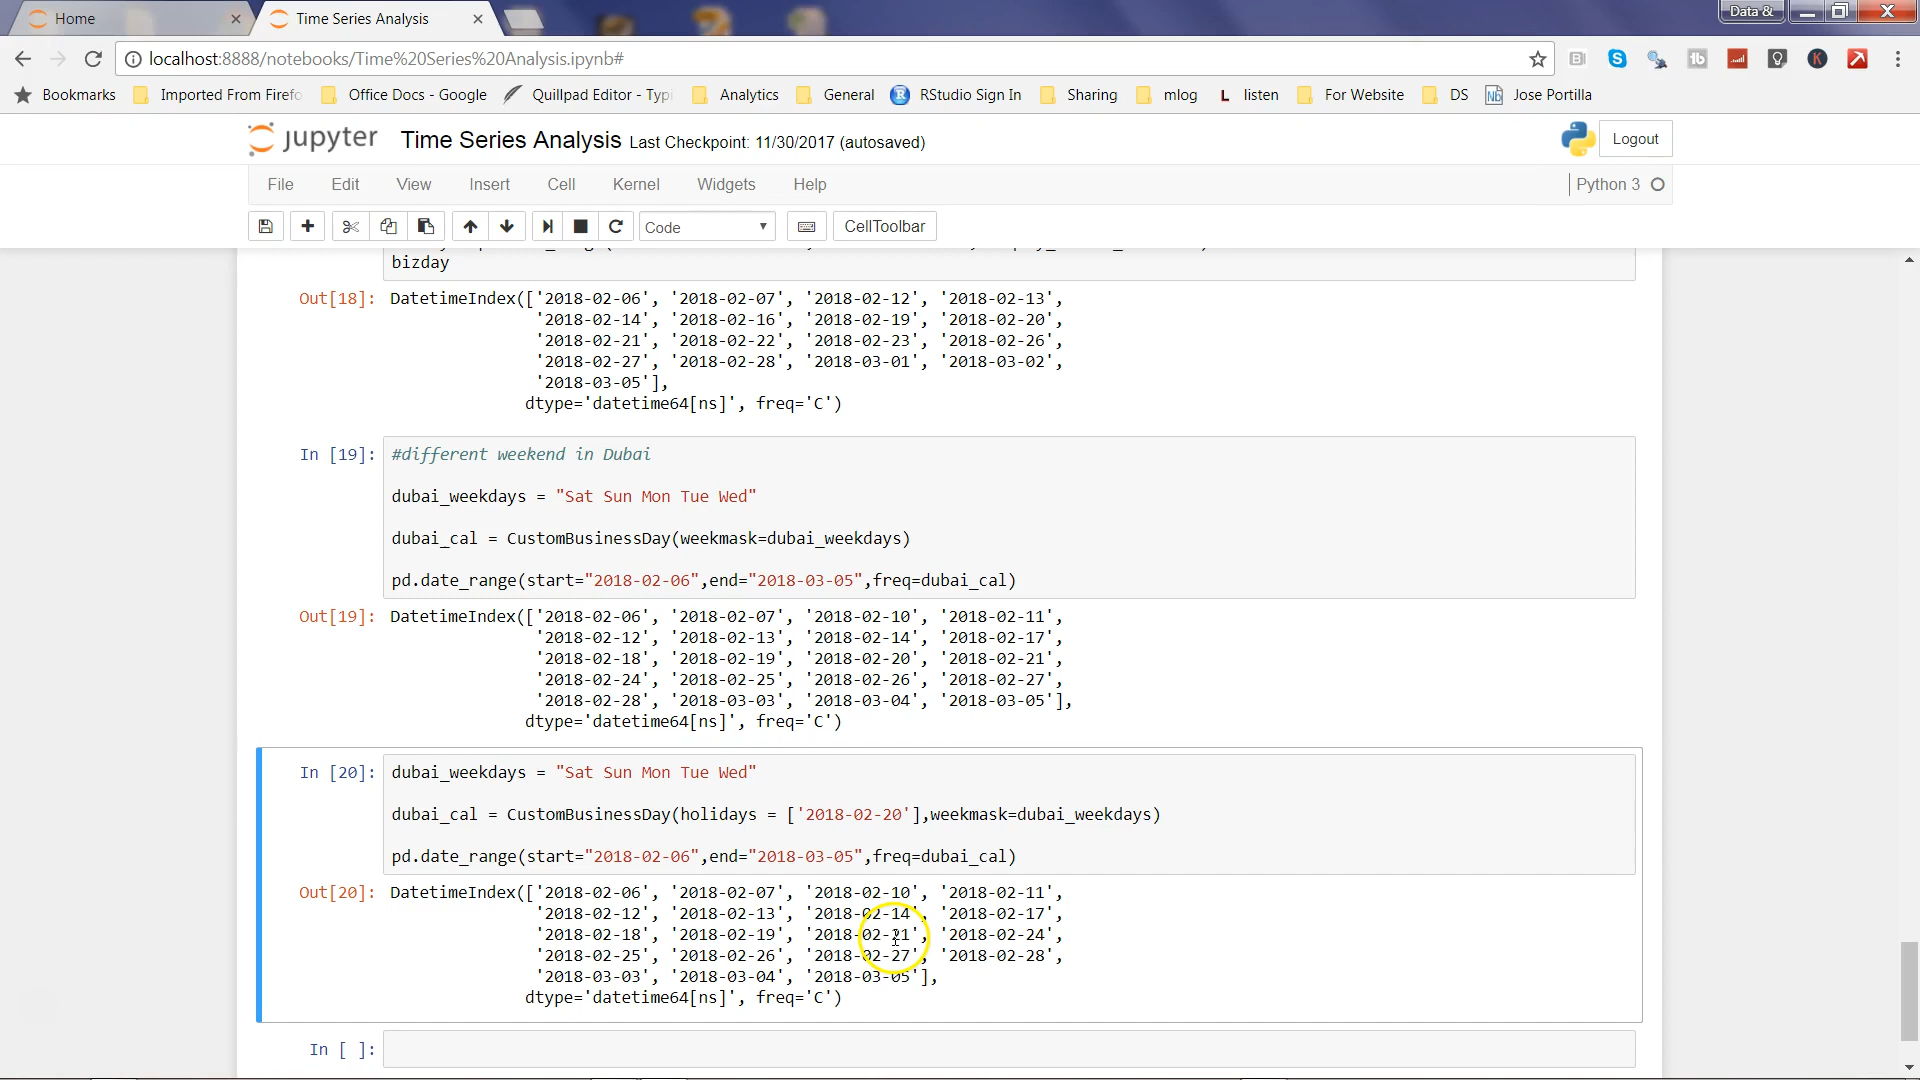 Home
Time Series Analysis
Data &
localhost:8888/notebooks/Time%20Series%20Analysis.ipynb#
Bookmarks Imported From Firefo Office Docs - Google Quillpad Editor - Typi Analytics General RStudio Sign In Sharing mlog L listen For Website DS Nb Jose Portilla
jupyter Time Series Analysis Last Checkpoint: 11/30/2017 (autosaved)
Logout
File Edit View Insert Cell Kernel Widgets Help
Python 3
Code CellToolbar
bizday
Out[18]: DatetimeIndex(['2018-02-06', '2018-02-07', '2018-02-12', '2018-02-13',
'2018-02-14', '2018-02-16', '2018-02-19', '2018-02-20',
'2018-02-21', '2018-02-22', '2018-02-23', '2018-02-26',
'2018-02-27', '2018-02-28', '2018-03-01', '2018-03-02',
'2018-03-05'],
dtype='datetime64[ns]', freq='C')
In [19]: #different weekend in Dubai
dubai_weekdays = "Sat Sun Mon Tue Wed"
dubai_cal = CustomBusinessDay(weekmask=dubai_weekdays)
pd.date_range(start="2018-02-06",end="2018-03-05",freq=dubai_cal)
Out[19]: DatetimeIndex(['2018-02-06', '2018-02-07', '2018-02-10', '2018-02-11',
'2018-02-12', '2018-02-13', '2018-02-14', '2018-02-17',
'2018-02-18', '2018-02-19', '2018-02-20', '2018-02-21',
'2018-02-24', '2018-02-25', '2018-02-26', '2018-02-27',
'2018-02-28', '2018-03-03', '2018-03-04', '2018-03-05'],
dtype='datetime64[ns]', freq='C')
In [20]: dubai_weekdays = "Sat Sun Mon Tue Wed"
dubai_cal = CustomBusinessDay(holidays = ['2018-02-20'],weekmask=dubai_weekdays)
pd.date_range(start="2018-02-06",end="2018-03-05",freq=dubai_cal)
Out[20]: DatetimeIndex(['2018-02-06', '2018-02-07', '2018-02-10', '2018-02-11',
'2018-02-12', '2018-02-13', '2018-02-14', '2018-02-17',
'2018-02-18', '2018-02-19', '2018-02-21', '2018-02-24',
'2018-02-25', '2018-02-26', '2018-02-27', '2018-02-28',
'2018-03-03', '2018-03-04', '2018-03-05'],
dtype='datetime64[ns]', freq='C')
In [ ]: